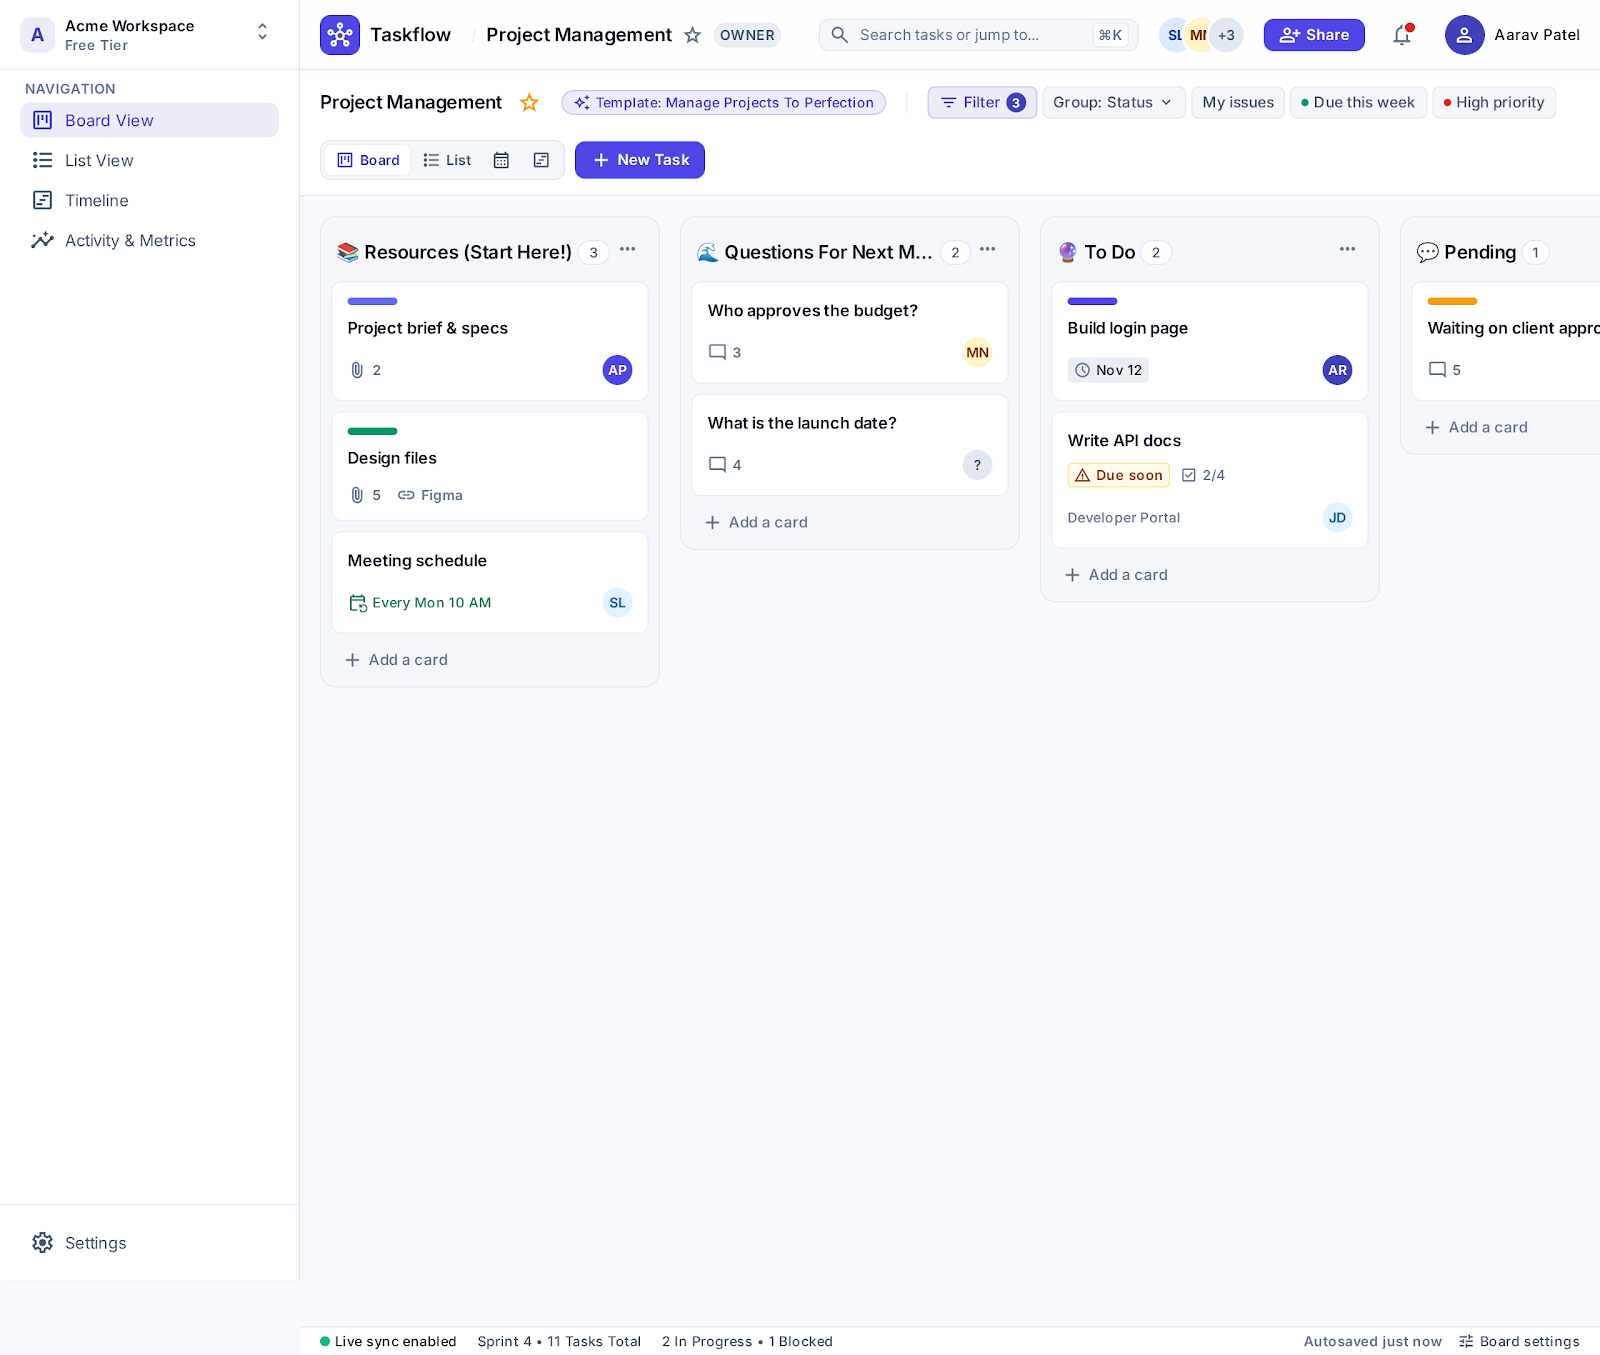 A
Acme Workspace
Free Tier
Taskflow / Project Management OWNER
Search tasks or jump to... ⌘K
+3
Share
Aarav Patel
NAVIGATION
Board View
List View
Timeline
Activity & Metrics
Settings
Project Management
Template: Manage Projects To Perfection
Filter 3
Group: Status
My issues
Due this week
High priority
Board
List
+ New Task
📚 Resources (Start Here!) 3
Project brief & specs
2 AP
Design files
5 Figma
Meeting schedule
Every Mon 10 AM SL
+ Add a card
🌊 Questions For Next M... 2
Who approves the budget?
3 MN
What is the launch date?
4 ?
+ Add a card
🔮 To Do 2
Build login page
Nov 12 AR
Write API docs
Due soon 2/4
Developer Portal JD
+ Add a card
💬 Pending 1
Waiting on client
5
+ Add a card
Live sync enabled
Sprint 4 • 11 Tasks Total
2 In Progress • 1 Blocked
Autosaved just now
Board settings